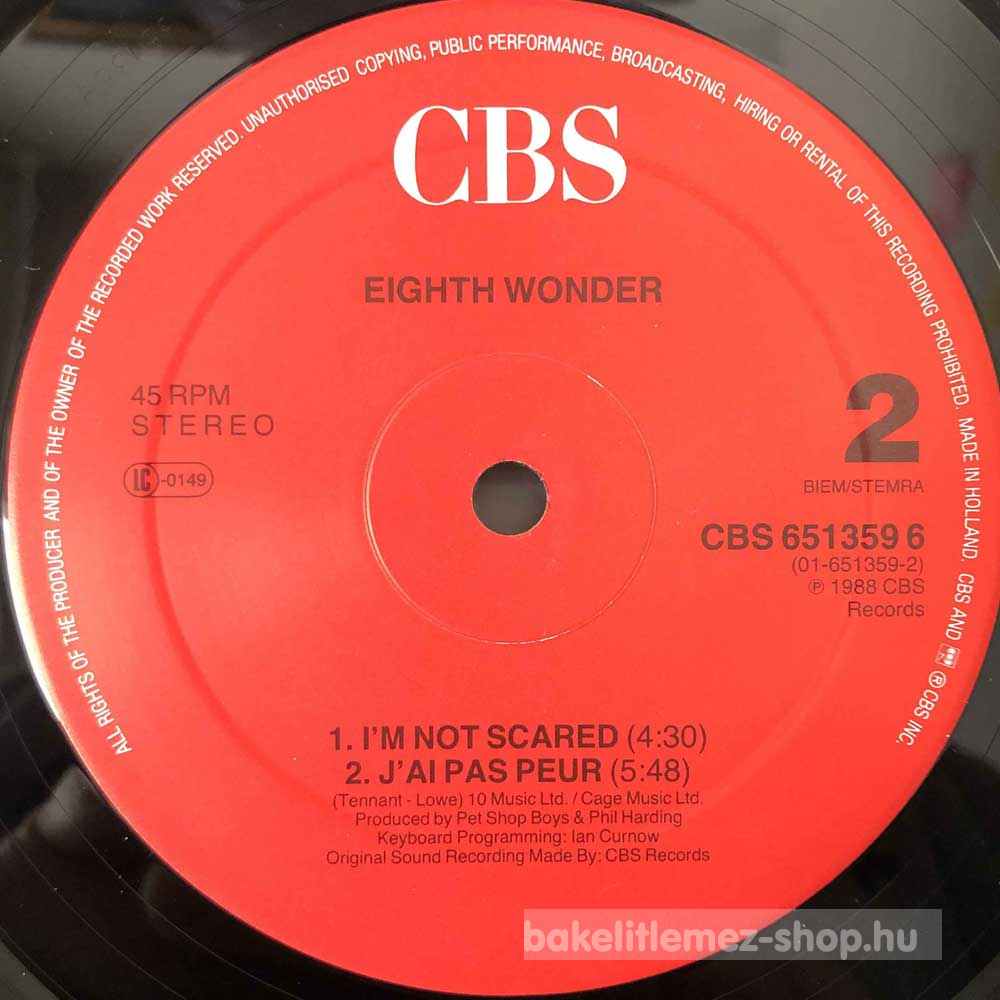 ALL RIGHTS OF THE PRODUCER AND OF THE OWNER OF THE RECORDED WORK RESERVED. UNAUTHORISED COPYING, PUBLIC PERFORMANCE, BROADCASTING, HIRING OR RENTAL OF THIS RECORDING PROHIBITED. MADE IN HOLLAND. CBS AND ® CBS INC.
CBS
EIGHTH WONDER
45 RPM
STEREO
LC-0149
2
BIEM/STEMRA
CBS 651359 6
(01-651359-2)
℗ 1988 CBS
Records
1. I'M NOT SCARED (4:30)
2. J'AI PAS PEUR (5:48)
(Tennant - Lowe) 10 Music Ltd. / Cage Music Ltd.
Produced by Pet Shop Boys & Phil Harding
Keyboard Programming: Ian Curnow
Original Sound Recording Made By: CBS Records
bakelitlemez-shop.hu